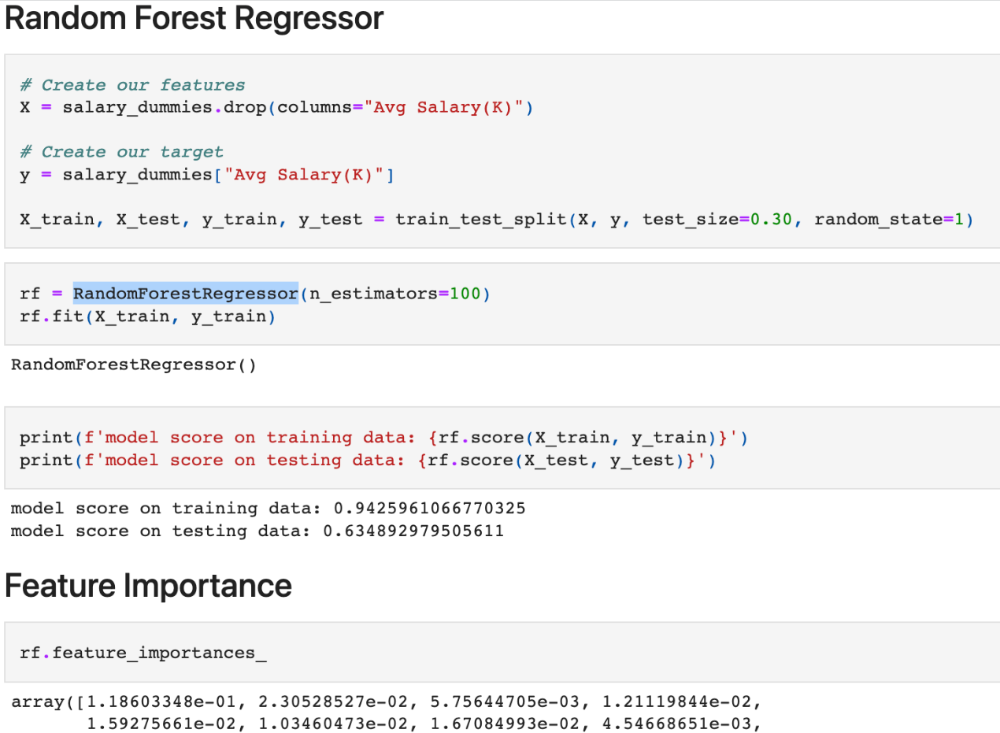 Random Forest Regressor
# Create our features
X = salary_dummies.drop(columns="Avg Salary(K)")
# Create our target
y = salary_dummies["Avg Salary(K)"]
X_train, X_test, y_train, y_test = train_test_split(X, y, test_size=0.30, random_state=1)
rf = RandomForestRegressor(n_estimators=100)
rf.fit(X_train, y_train)
RandomForestRegressor()
print(f'model score on training data: {rf.score(X_train, y_train)}')
print(f'model score on testing data: {rf.score(X_test, y_test)}')
model score on training data: 0.9425961066770325
model score on testing data: 0.634892979505611
Feature Importance
rf.feature_importances_
array([1.18603348e-01, 2.30528527e-02, 5.75644705e-03, 1.21119844e-02,
1.59275661e-02, 1.03460473e-02, 1.67084993e-02, 4.54668651e-03,